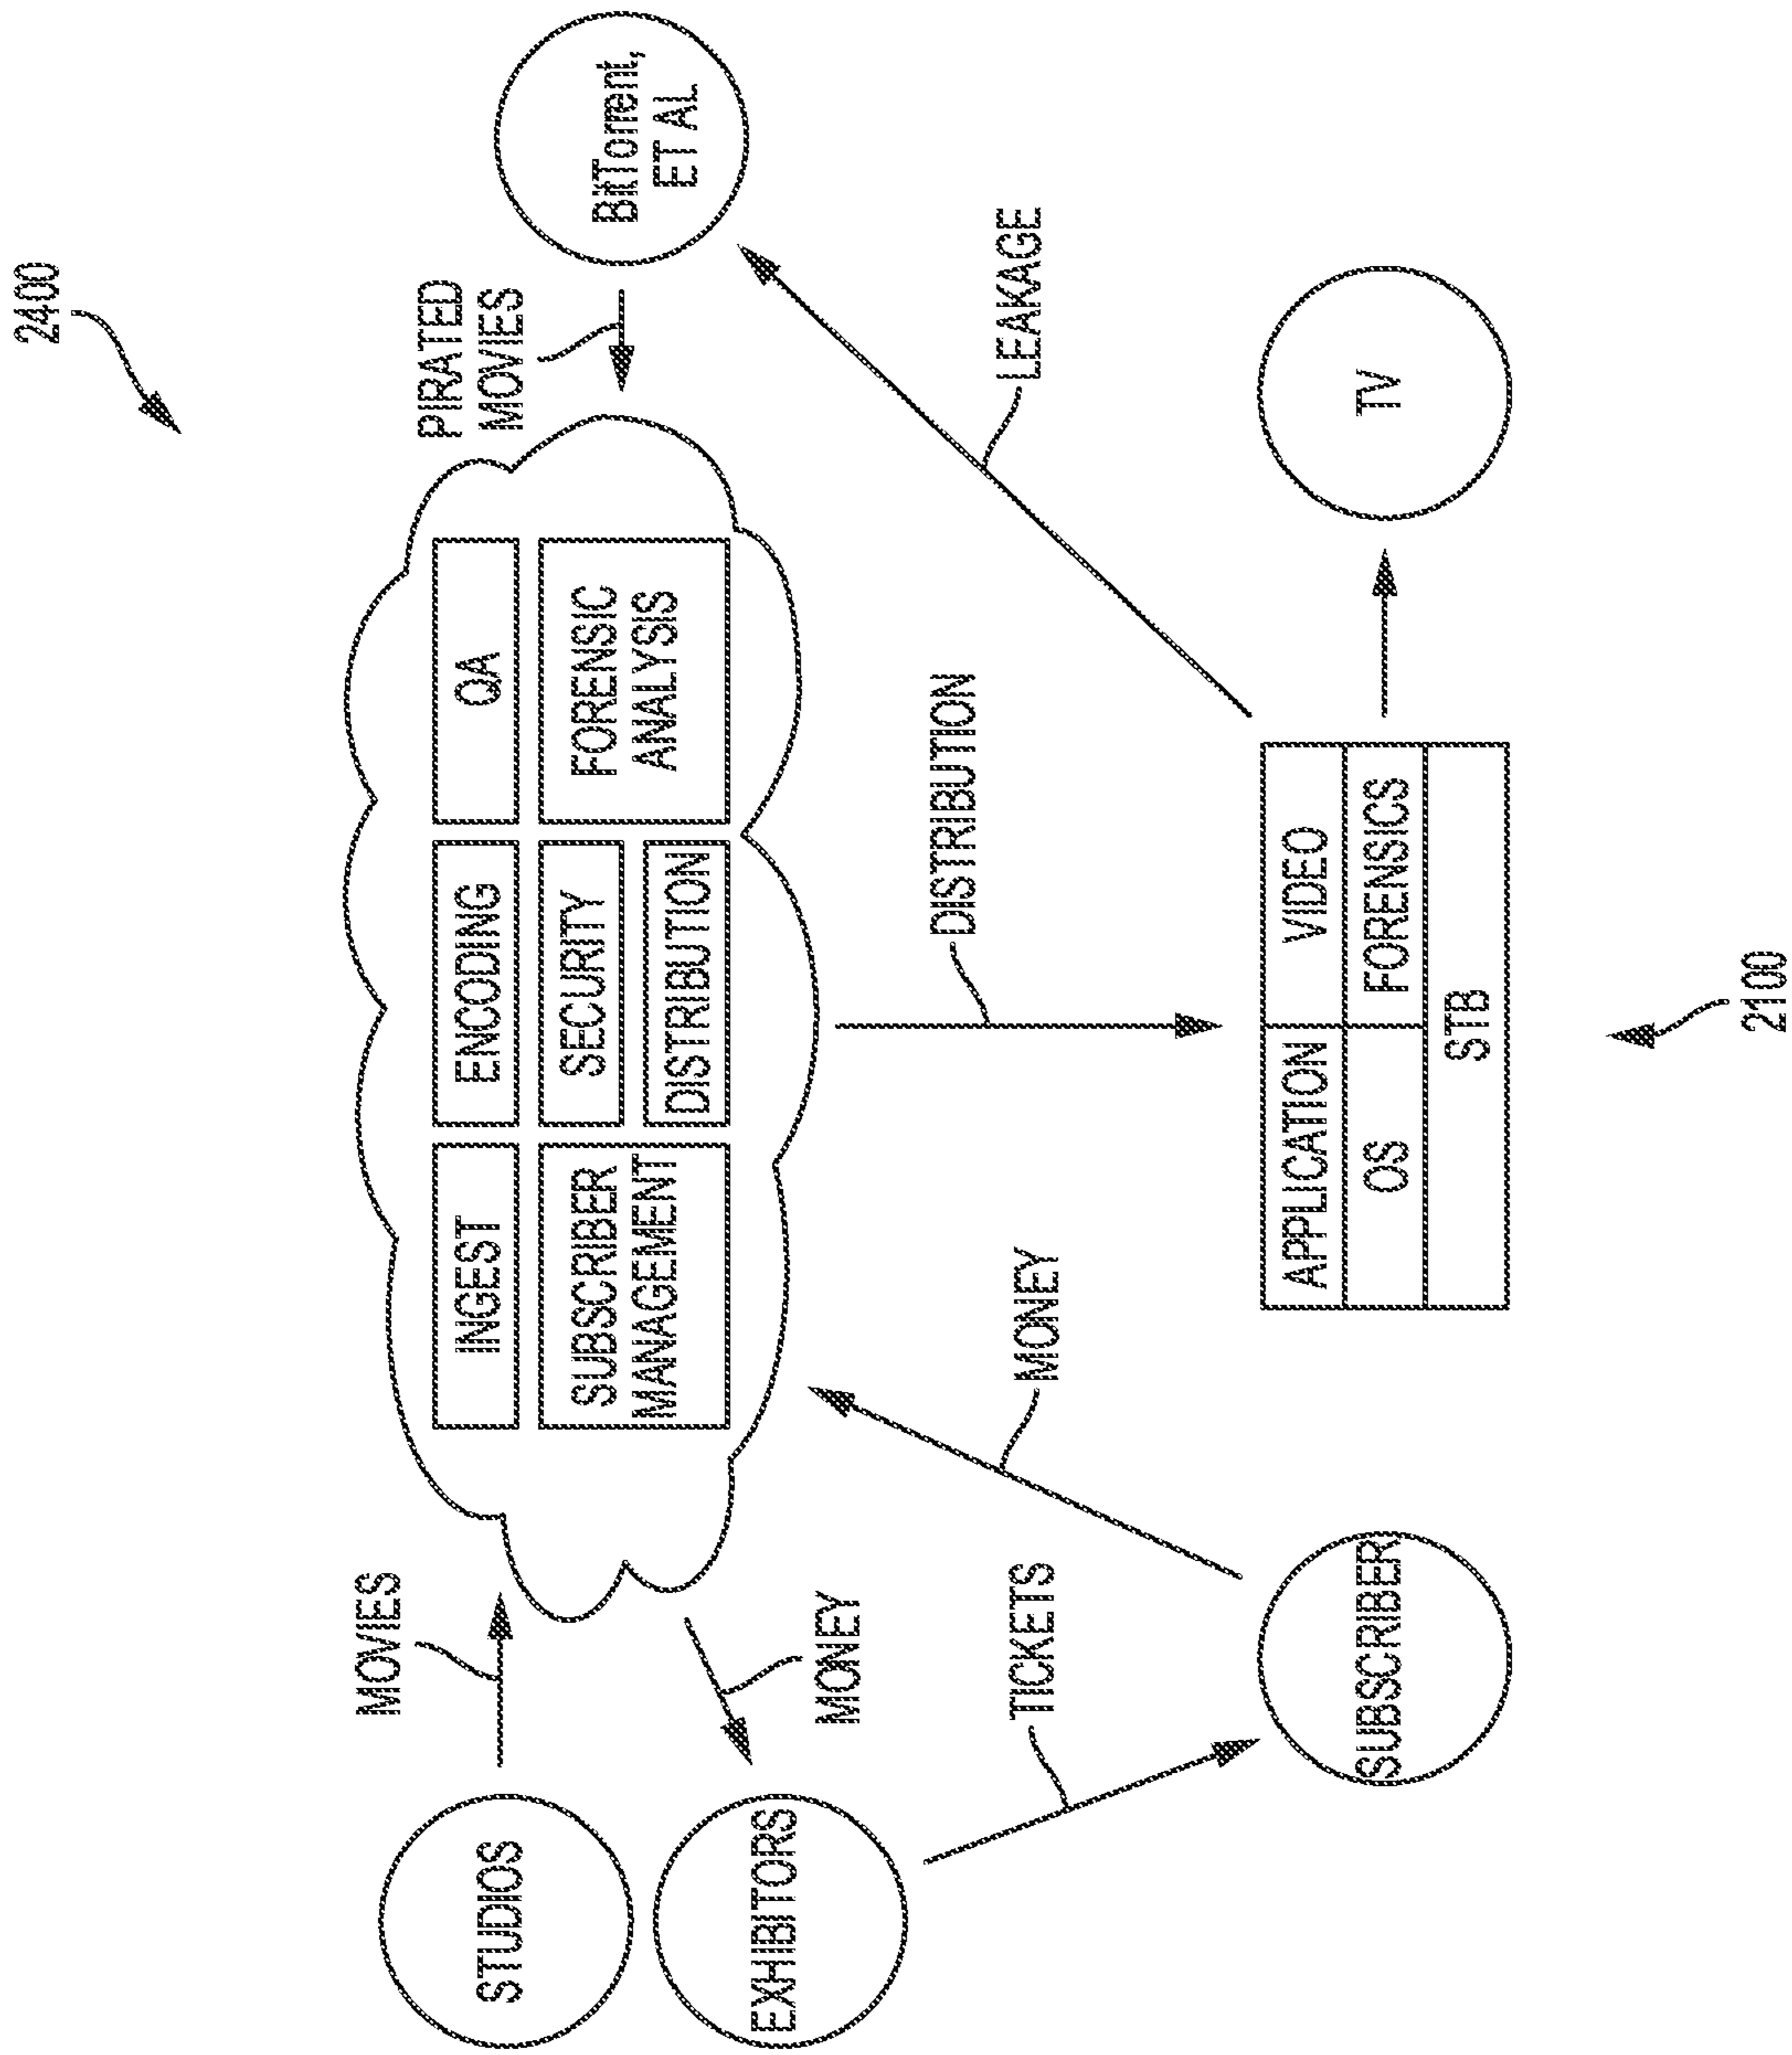 2400
STUDIOS
MOVIES
INGEST
ENCODING
QA
SUBSCRIBER
MANAGEMENT
SECURITY
DISTRIBUTION
FORENSIC
ANALYSIS
PIRATED
MOVIES
BitTorrent,
ET AL
EXHIBITORS
MONEY
TICKETS
MONEY
DISTRIBUTION
LEAKAGE
SUBSCRIBER
APPLICATION
VIDEO
OS
FORENSICS
STB
TV
2100